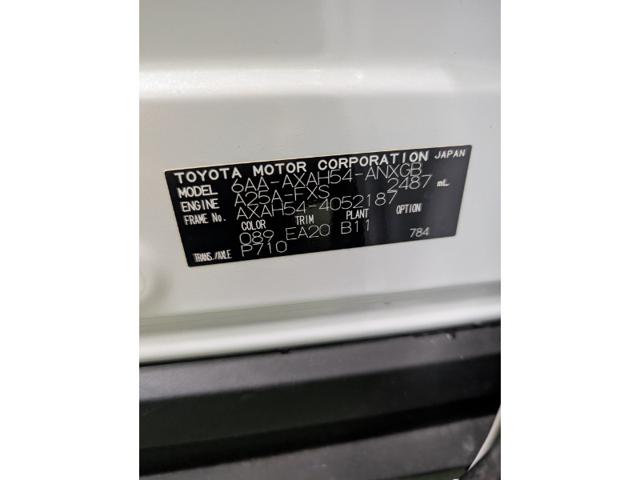 TOYOTA MOTOR CORPORATION JAPAN
MODEL 6AA-AXAH54-ANXGB
ENGINE A25A-FXS 2487 mL.
FRAME No. AXAH54-4052187
COLOR TRIM PLANT OPTION
089 EA20 B11 784
TRANS./AXLE P710